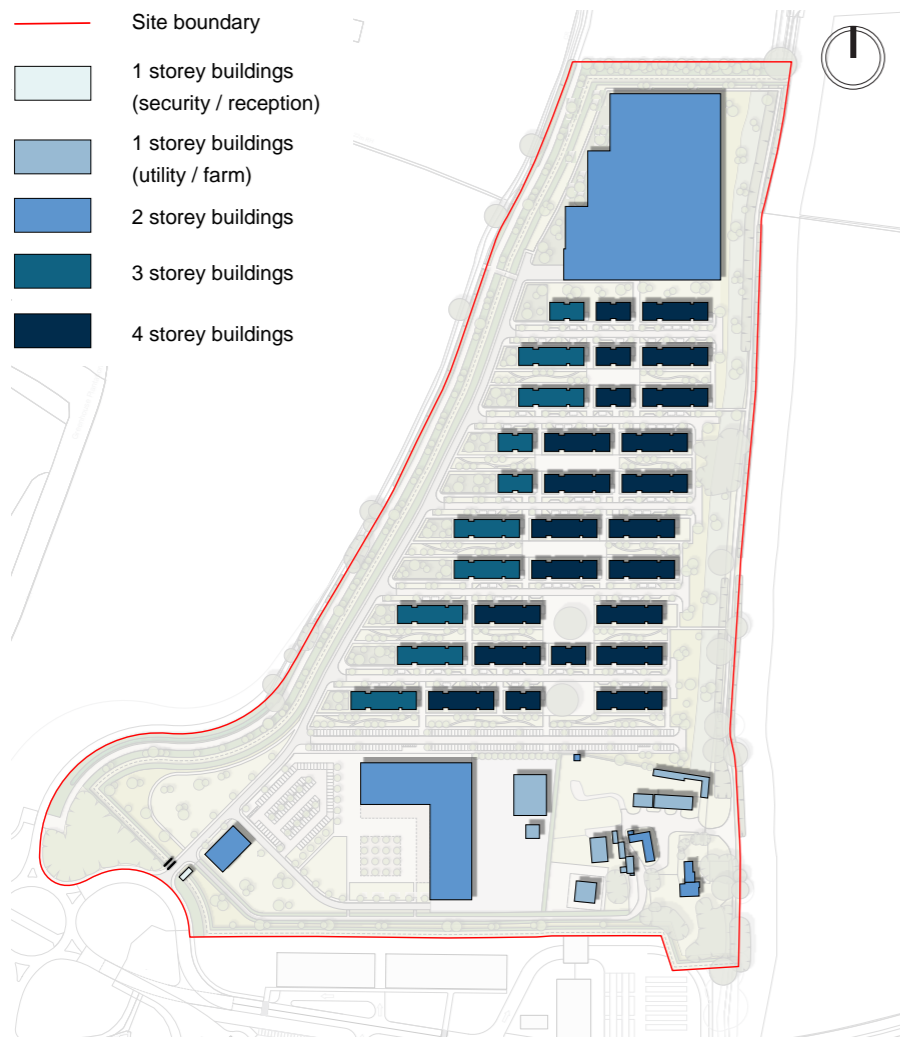 Site boundary
1 storey buildings
(security / reception)
1 storey buildings
(utility / farm)
2 storey buildings
3 storey buildings
4 storey buildings